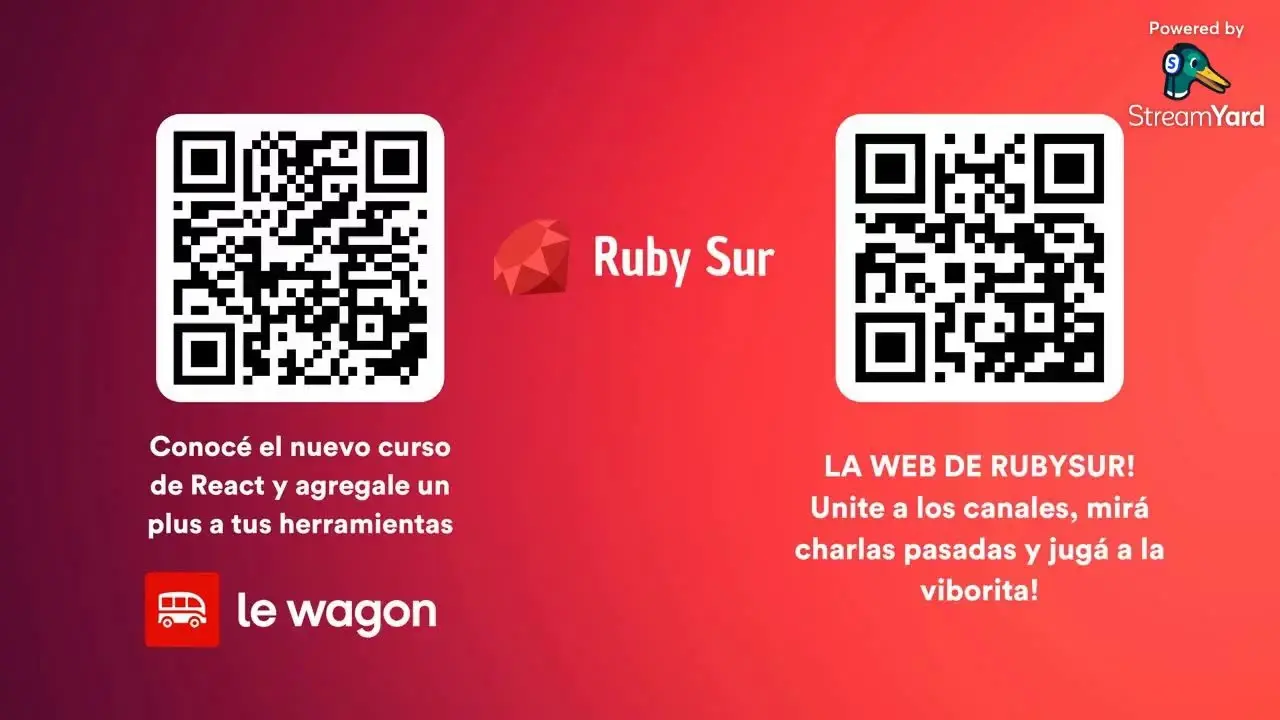 Powered by
S
StreamYard
Ruby Sur
Conocé el nuevo curso
de React y agregale un
plus a tus herramientas
le wagon
LA WEB DE RUBYSUR!
Unite a los canales, mirá
charlas pasadas y jugá a la
viborita!